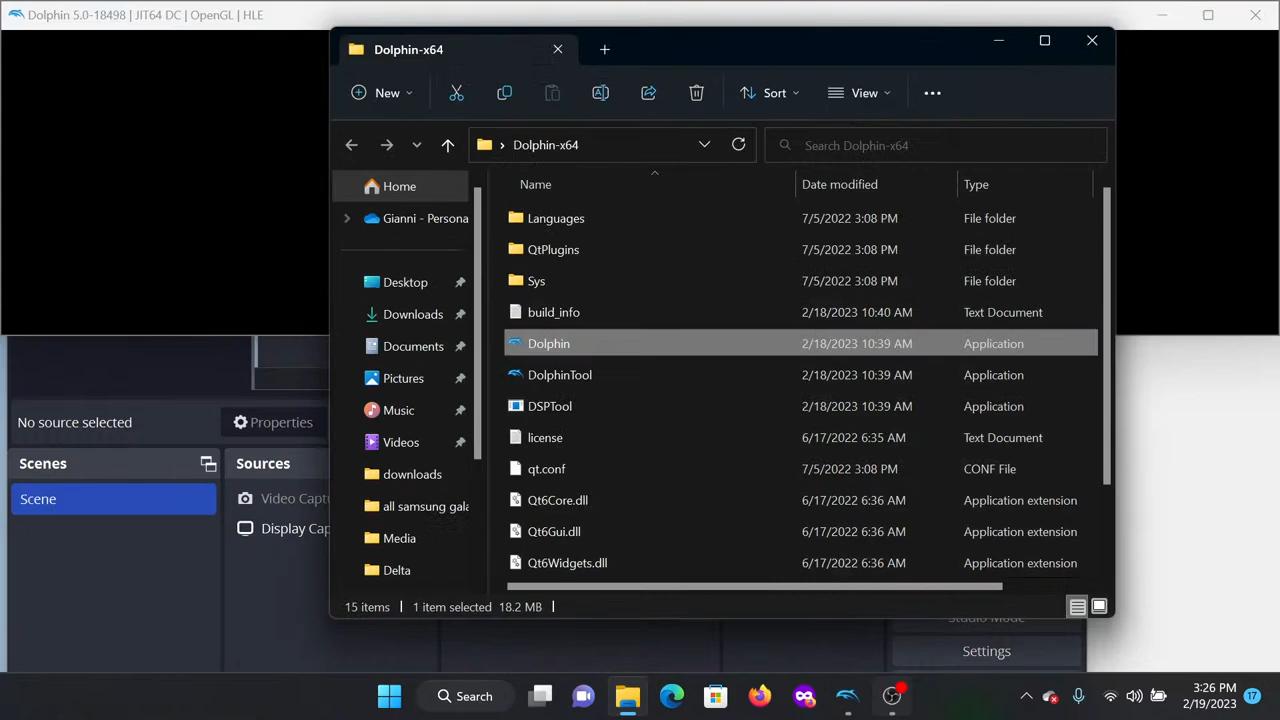 Dolphin 5.0-18498 | JIT64 DC | OpenGL | HLE
Dolphin-x64
New
Sort
View
Dolphin-x64
Search Dolphin-x64
Home
Gianni - Persona
Desktop
Downloads
Documents
Pictures
Music
Videos
downloads
all samsung gala
Media
Delta
Name Date modified Type
Languages 7/5/2022 3:08 PM File folder
QtPlugins 7/5/2022 3:08 PM File folder
Sys 7/5/2022 3:08 PM File folder
build_info 2/18/2023 10:40 AM Text Document
Dolphin 2/18/2023 10:39 AM Application
DolphinTool 2/18/2023 10:39 AM Application
DSPTool 2/18/2023 10:39 AM Application
license 6/17/2022 6:35 AM Text Document
qt.conf 7/5/2022 3:08 PM CONF File
Qt6Core.dll 6/17/2022 6:36 AM Application extension
Qt6Gui.dll 6/17/2022 6:36 AM Application extension
Qt6Widgets.dll 6/17/2022 6:36 AM Application extension
15 items 1 item selected 18.2 MB
No source selected
Properties
Scenes
Sources
Scene
Video Captu
Display Cap
Studio Mode
Settings
Search
3:26 PM
2/19/2023
17